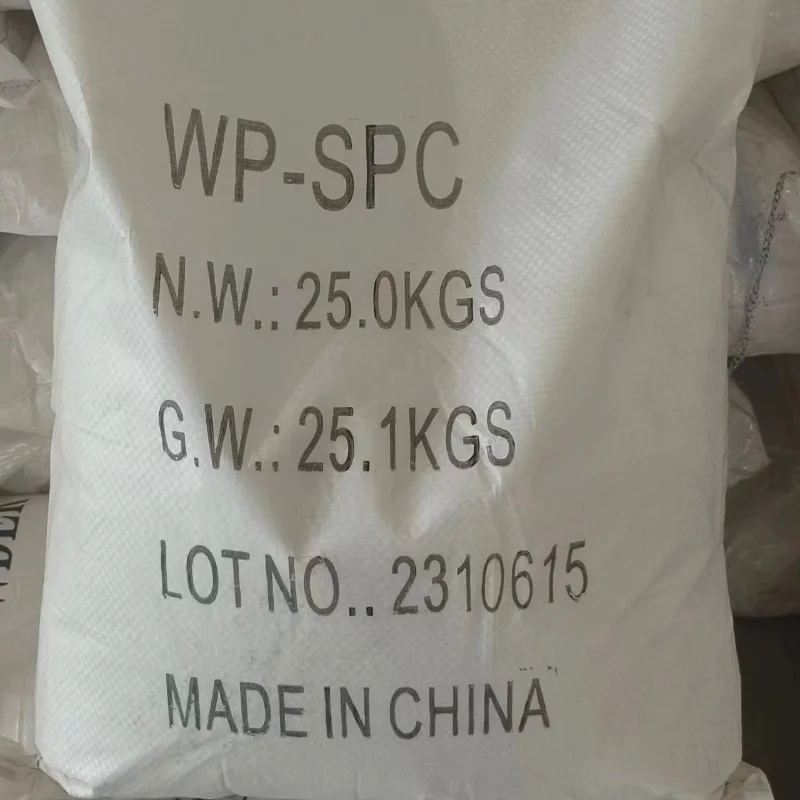 WP-SPC
N.W.: 25.0KGS
G.W.: 25.1KGS
LOT NO.. 2310615
MADE IN CHINA